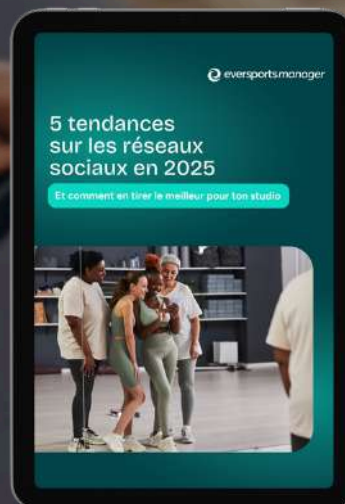 eversportsmanager
5 tendances
sur les réseaux
sociaux en 2025
Et comment en tirer le meilleur pour ton studio